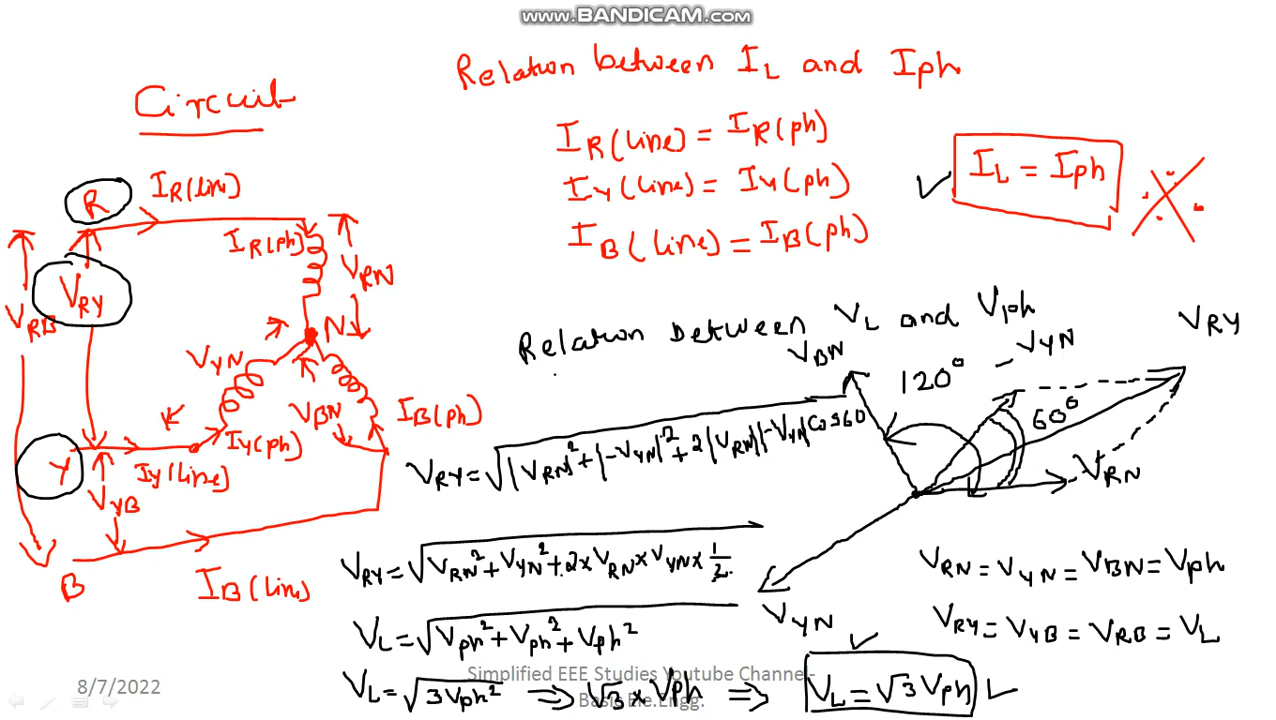 www.BANDICAM.com
Relation between IL and Iph
Circuit
IR(line) = IR(ph)
IY(line) = IY(ph)
IB(line) = IB(ph)
IL = Iph
R
IR(line)
IR(ph)
VRN
VRY
VRB
N
VYN
VBN
IB(ph)
Y
IY(ph)
IY(line)
VYB
B
IB(line)
Relation between VL and Vph
VBN
120°
-VYN
VRY
60°
VRN
VYN
VRY = √|VRN|² + |-VYN|² + 2|VRN||-VYN|Cos60
VRY = √VRN² + VYN² + 2 × VRN × VYN × 1/2
VRN = VYN = VBN = Vph
VL = √Vph² + Vph² + Vph²
VRY = VYB = VRB = VL
VL = √3Vph² ⇒ √3 × Vph ⇒ VL = √3 Vph
Simplified EEE Studies Youtube Channel-
Basic Ele.Engg.
8/7/2022